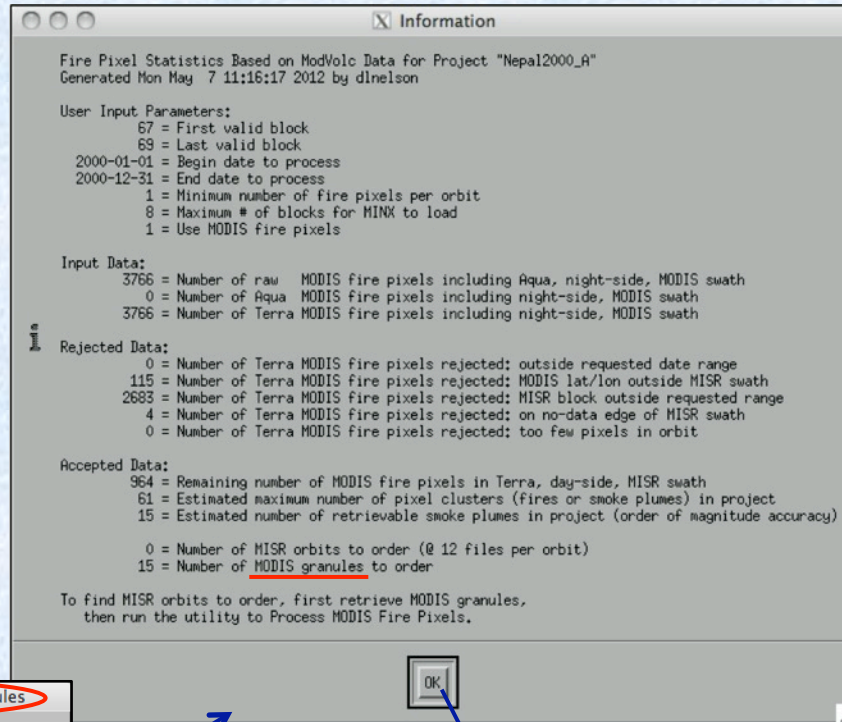 Information
Fire Pixel Statistics Based on ModVolc Data for Project "Nepal2000_A"
Generated Mon May  7 11:16:17 2012 by dlnelson
User Input Parameters:
67 = First valid block
69 = Last valid block
2000-01-01 = Begin date to process
2000-12-31 = End date to process
1 = Minimum number of fire pixels per orbit
8 = Maximum # of blocks for MINX to load
1 = Use MODIS fire pixels
Input Data:
3766 = Number of raw   MODIS fire pixels including Aqua, night-side, MODIS swath
0 = Number of Aqua  MODIS fire pixels including night-side, MODIS swath
3766 = Number of Terra MODIS fire pixels including night-side, MODIS swath
Rejected Data:
0 = Number of Terra MODIS fire pixels rejected: outside requested date range
115 = Number of Terra MODIS fire pixels rejected: MODIS lat/lon outside MISR swath
2683 = Number of Terra MODIS fire pixels rejected: MISR block outside requested range
4 = Number of Terra MODIS fire pixels rejected: on no-data edge of MISR swath
0 = Number of Terra MODIS fire pixels rejected: too few pixels in orbit
Accepted Data:
964 = Remaining number of MODIS fire pixels in Terra, day-side, MISR swath
61 = Estimated maximum number of pixel clusters (fires or smoke plumes) in project
15 = Estimated number of retrievable smoke plumes in project (order of magnitude accuracy)
0 = Number of MISR orbits to order (@ 12 files per orbit)
15 = Number of MODIS granules to order
To find MISR orbits to order, first retrieve MODIS granules,
then run the utility to Process MODIS Fire Pixels.
OK